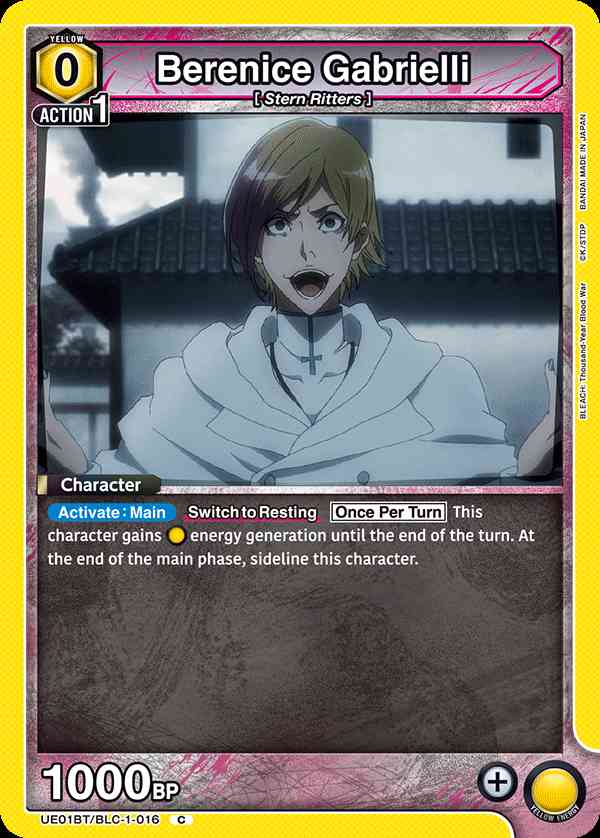 YELLOW
0
Berenice Gabrielli
[ Stern Ritters ]
ACTION 1
BANDAI MADE IN JAPAN
©K/STDP
BLEACH: Thousand-Year Blood War
Character
Activate: Main Switch to Resting Once Per Turn This
character gains energy generation until the end of the turn. At
the end of the main phase, sideline this character.
1000 BP
+
YELLOW ENERGY
UE01BT/BLC-1-016 C